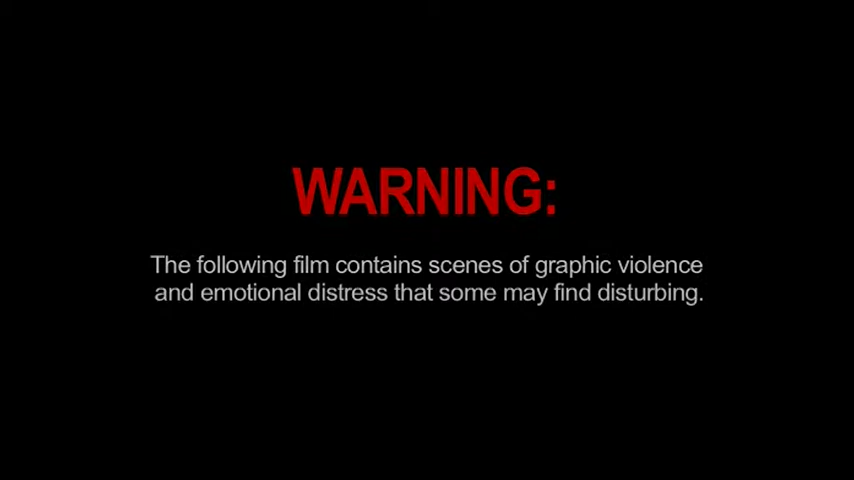 WARNING:
The following film contains scenes of graphic violence
and emotional distress that some may find disturbing.